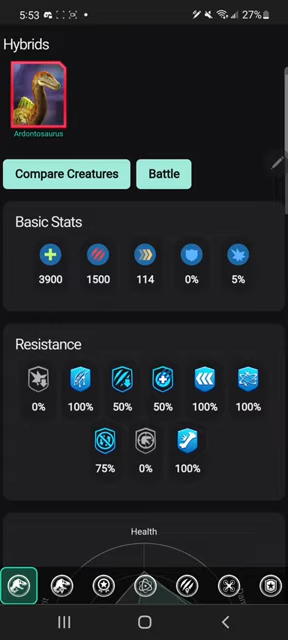 5:53
27%
Hybrids
Ardontosaurus
Compare Creatures Battle
Basic Stats
3900 1500 114 0% 5%
Resistance
0% 100% 50% 50% 100% 100%
75% 0% 100%
Health